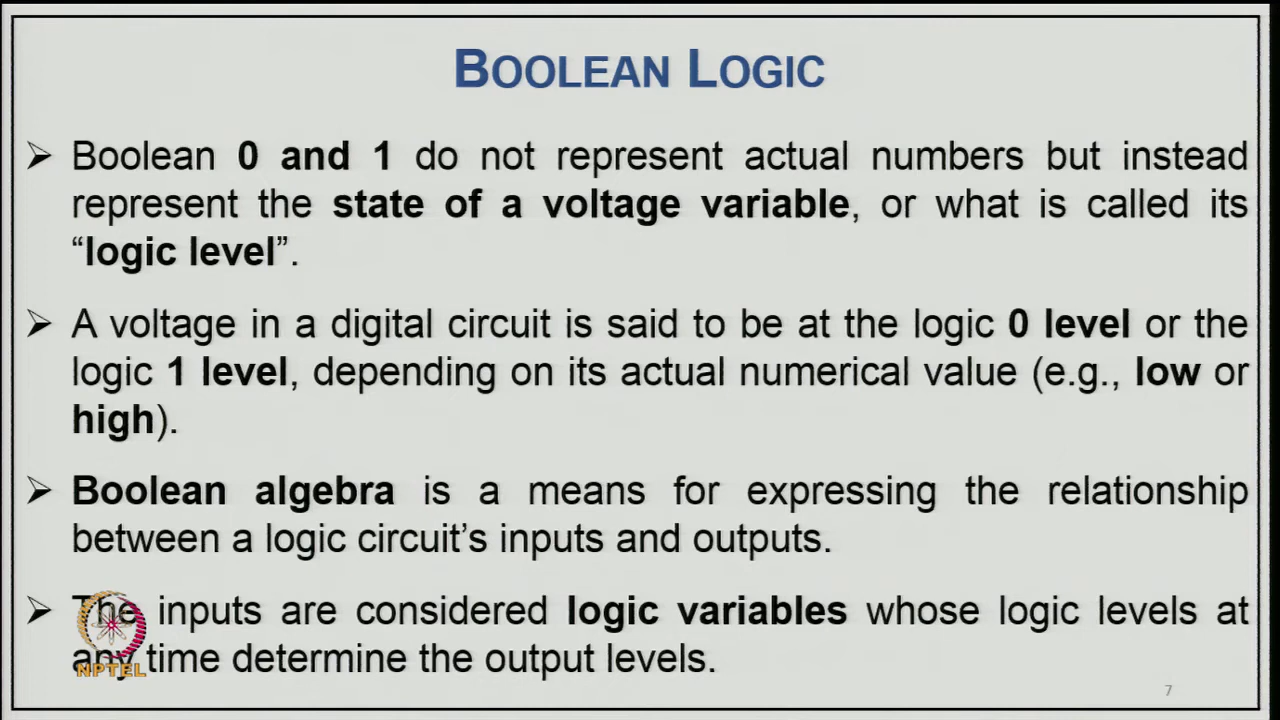 BOOLEAN LOGIC
➢ Boolean 0 and 1 do not represent actual numbers but instead
represent the state of a voltage variable, or what is called its
“logic level”.
➢ A voltage in a digital circuit is said to be at the logic 0 level or the
logic 1 level, depending on its actual numerical value (e.g., low or
high).
➢ Boolean algebra is a means for expressing the relationship
between a logic circuit’s inputs and outputs.
➢ The inputs are considered logic variables whose logic levels at
any time determine the output levels.
NPTEL
7